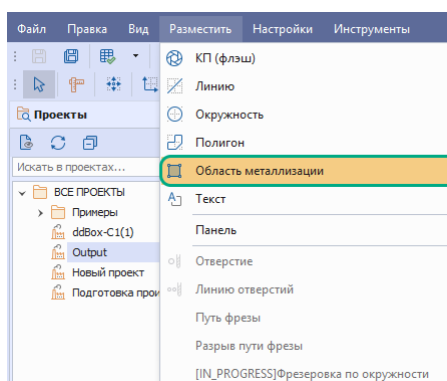 Файл Правка Вид Разместить Настройки Инструменты
КП (флэш)
Линию
Проекты
Окружность
Полигон
Искать в проектах...
Область металлизации
ВСЕ ПРОЕКТЫ
Текст
Примеры
ddBox-C1(1)
Панель
Output
Отверстие
Новый проект
Линию отверстий
Подготовка
Путь фрезы
Разрыв пути фрезы
[IN_PROGRESS]Фрезеровка по окружности